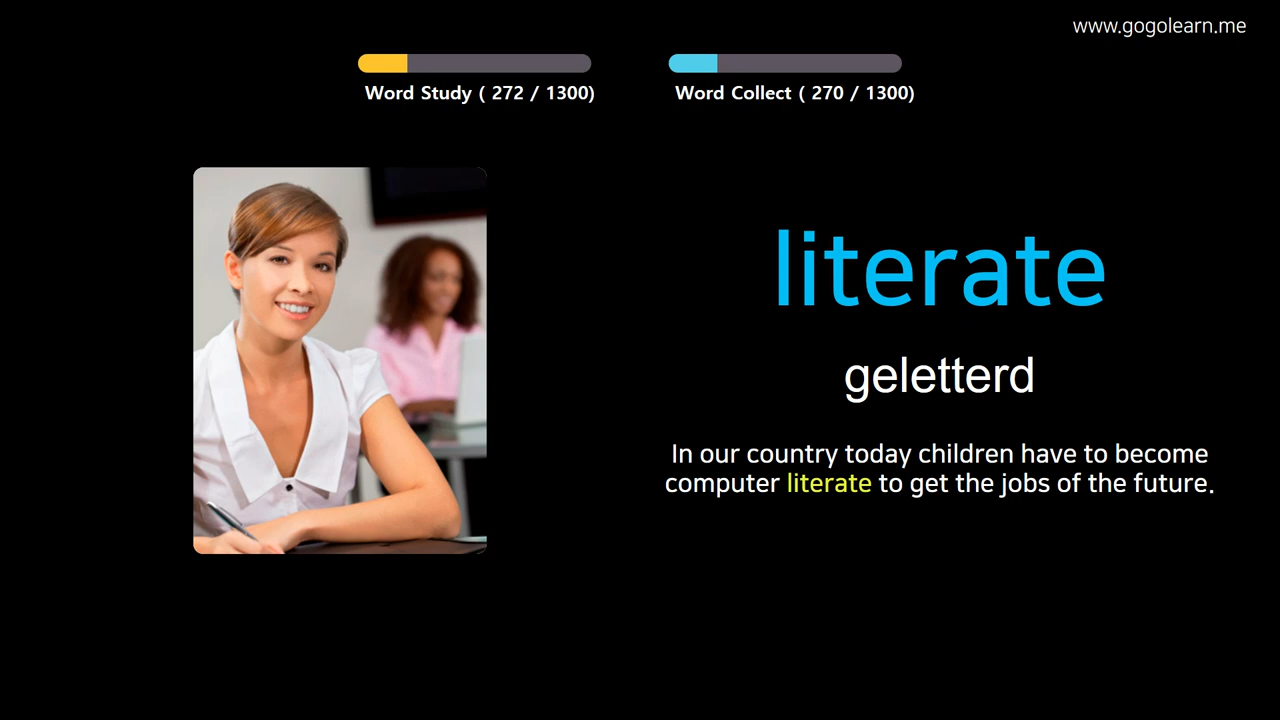 www.gogolearn.me
Word Study ( 272 / 1300)
Word Collect ( 270 / 1300)
literate
geletterd
In our country today children have to become
computer literate to get the jobs of the future.